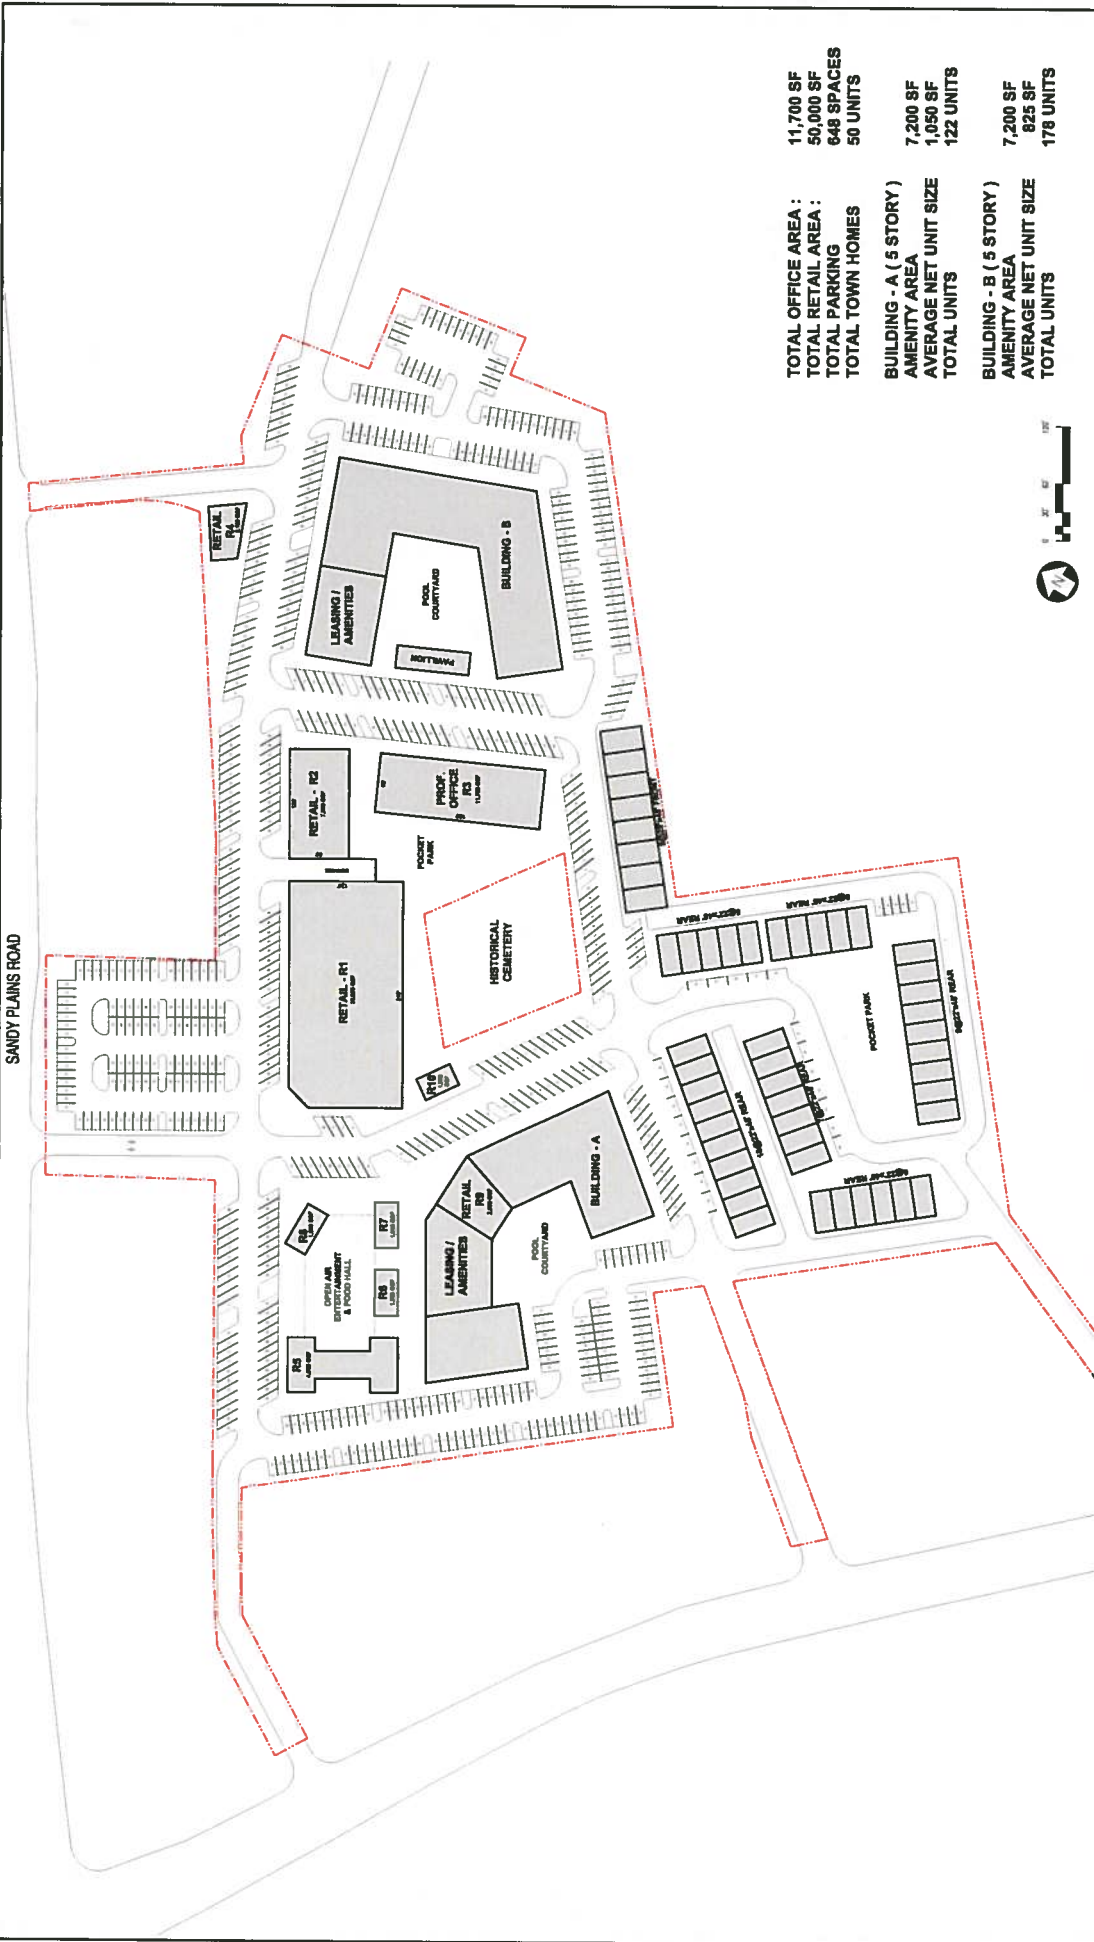 SANDY PLAINS ROAD
RETAIL
R4
LEASING /
AMENITIES
POOL
COURTYARD
PAVILLION
BUILDING - B
RETAIL - R2
PROF.
OFFICE
R3
POCKET
PARK
RETAIL - R1
HISTORICAL
CEMETERY
R10
R8
OPEN AIR
ENTERTAINMENT
& FOOD HALL
R7
R6
R5
RETAIL
R9
LEASING /
AMENITIES
BUILDING - A
POOL
COURTYARD
POCKET PARK
TOTAL OFFICE AREA : 11,700 SF
TOTAL RETAIL AREA : 50,000 SF
TOTAL PARKING 648 SPACES
TOTAL TOWN HOMES 50 UNITS
BUILDING - A ( 5 STORY )
AMENITY AREA 7,200 SF
AVERAGE NET UNIT SIZE 1,050 SF
TOTAL UNITS 122 UNITS
BUILDING - B ( 5 STORY )
AMENITY AREA 7,200 SF
AVERAGE NET UNIT SIZE 825 SF
TOTAL UNITS 178 UNITS
N